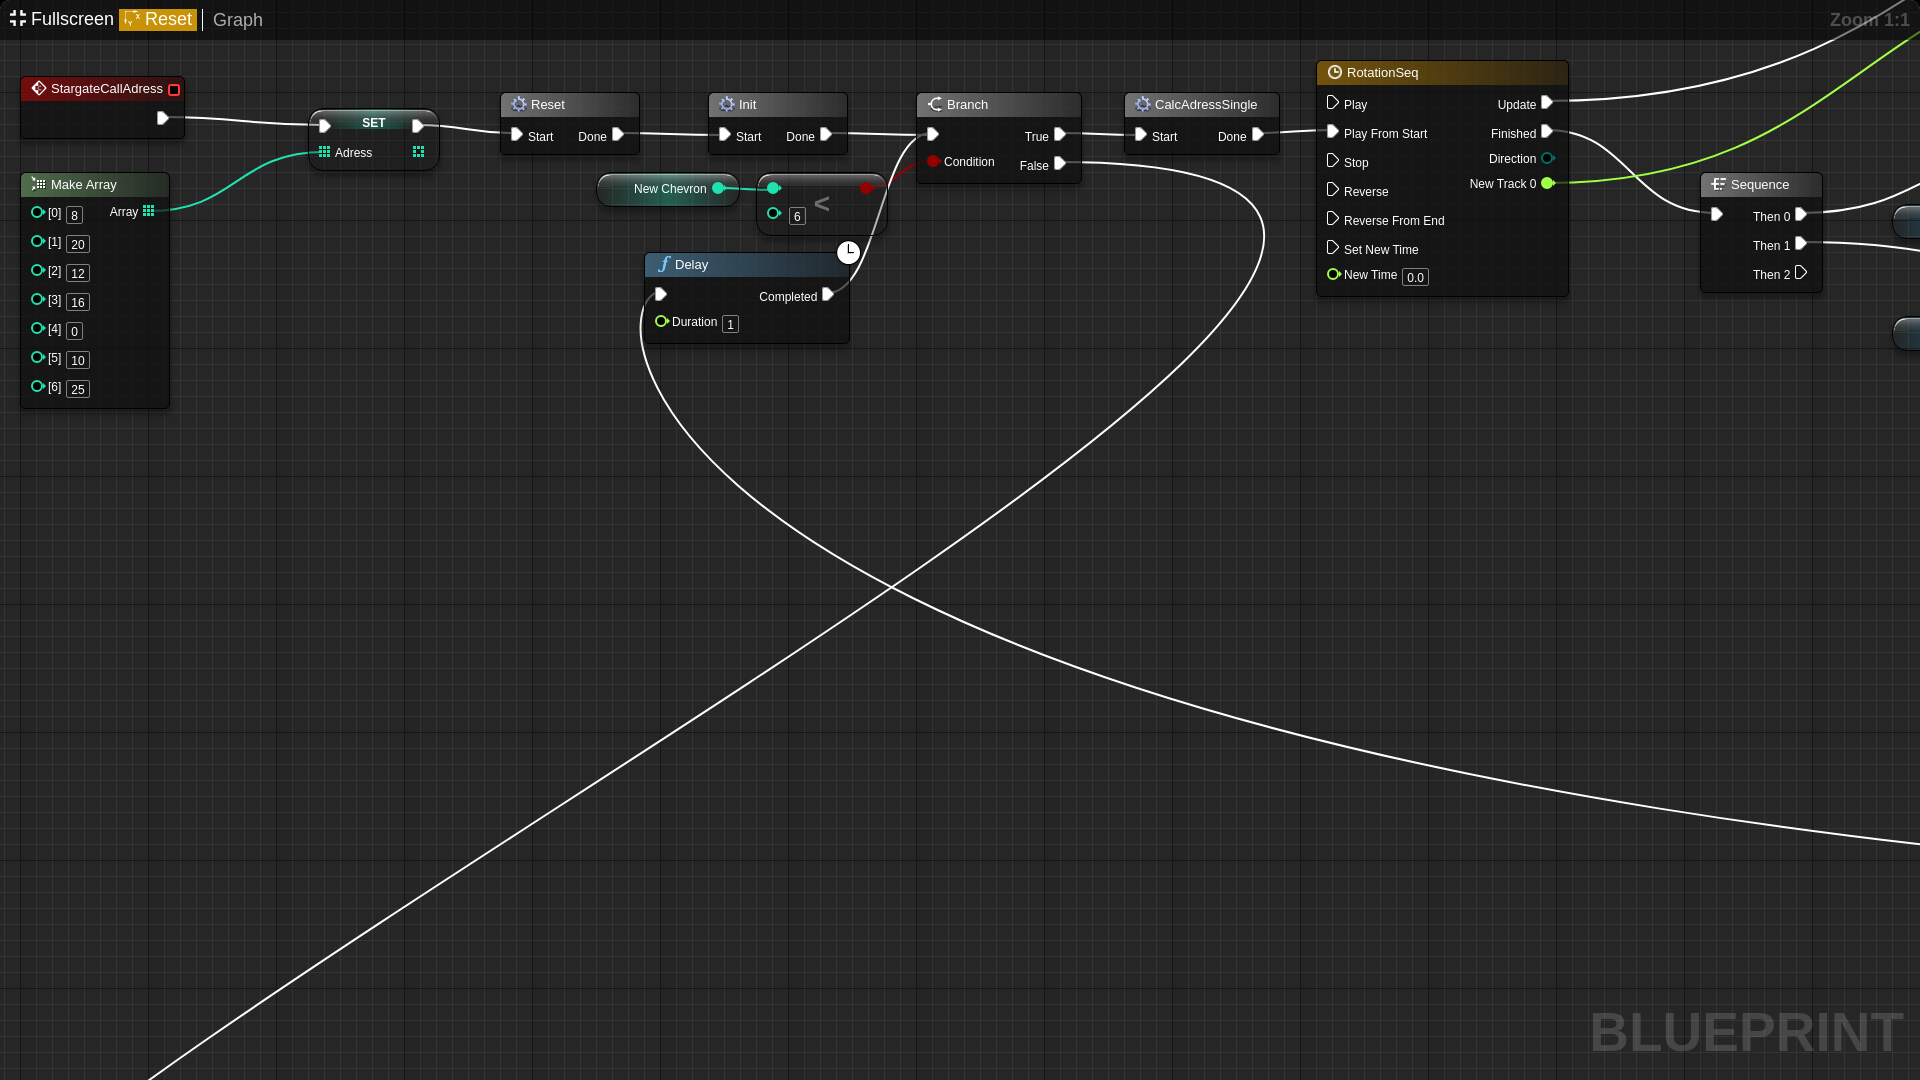 Fullscreen Reset Graph
Zoom 1:1
StargateCallAdress
SET
Adress
Make Array
[0] 8
Array
[1] 20
[2] 12
[3] 16
[4] 0
[5] 10
[6] 25
Reset
Start Done
Init
Start Done
New Chevron
6 <
Delay
Completed
Duration 1
Branch
True
Condition
False
CalcAdressSingle
Start Done
RotationSeq
Play Update
Play From Start Finished
Stop Direction
Reverse New Track 0
Reverse From End
Set New Time
New Time 0.0
Sequence
Then 0
Then 1
Then 2
BLUEPRINT